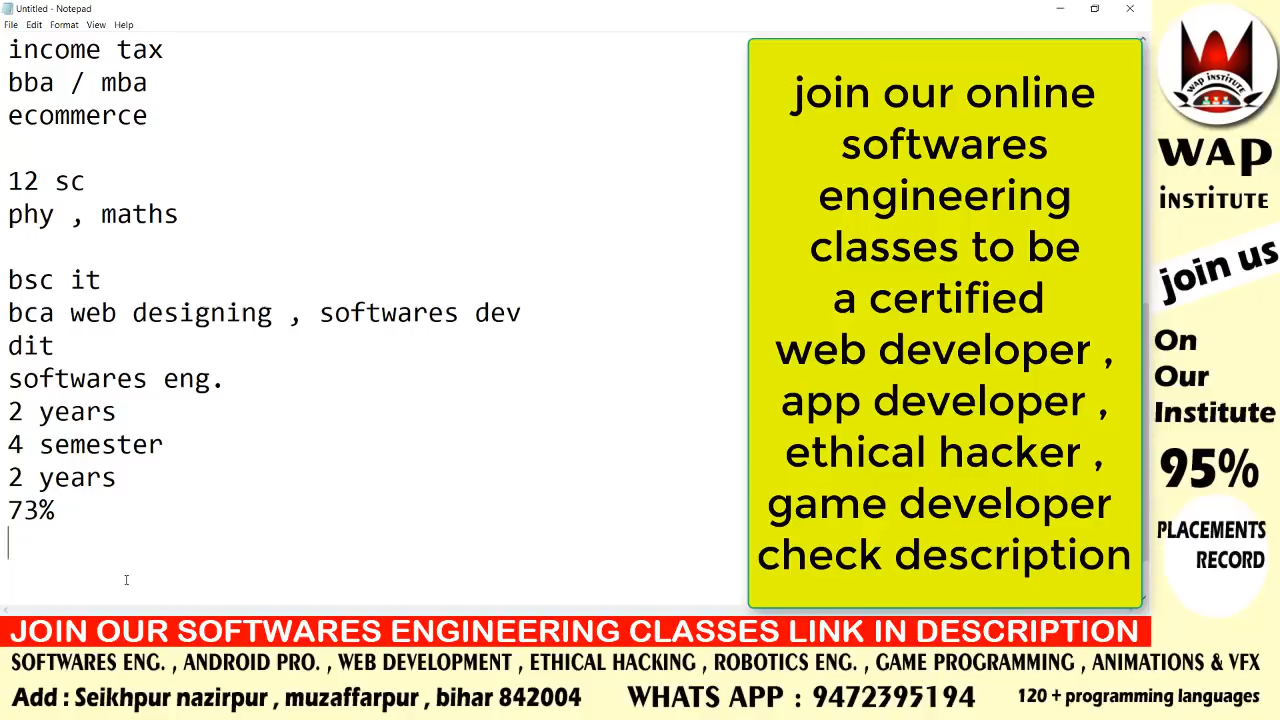 Untitled - Notepad
File Edit Format View Help
income tax
bba / mba
ecommerce
12 sc
phy , maths
bsc it
bca web designing , softwares dev
dit
softwares eng.
2 years
4 semester
2 years
73%
join our online
softwares
engineering
classes to be
a certified
web developer ,
app developer ,
ethical hacker ,
game developer
check description
WAP INSTITUTE
WAP
INSTITUTE
join us
On
Our
Institute
95%
PLACEMENTS
RECORD
JOIN OUR SOFTWARES ENGINEERING CLASSES LINK IN DESCRIPTION
SOFTWARES ENG. , ANDROID PRO. , WEB DEVELOPMENT , ETHICAL HACKING , ROBOTICS ENG. , GAME PROGRAMMING , ANIMATIONS & VFX
Add : Seikhpur nazirpur , muzaffarpur , bihar 842004 WHATS APP : 9472395194 120 + programming languages